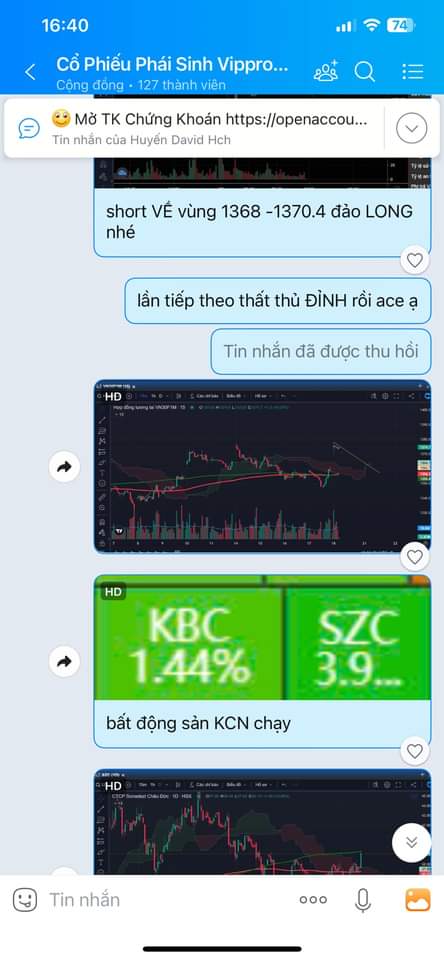 16:40
74
Cổ Phiếu Phái Sinh Vippro...
Cộng đồng • 127 thành viên
Mở TK Chứng Khoán https://openaccou...
Tin nhắn của Huyền David Hch
short VỀ vùng 1368 -1370.4 đảo LONG
nhé
lần tiếp theo thất thủ ĐỈNH rồi ace ạ
Tin nhắn đã được thu hồi
HD
HD
KBC
1.44%
SZC
3.9...
bất động sản KCN chạy
HD
Tin nhắn